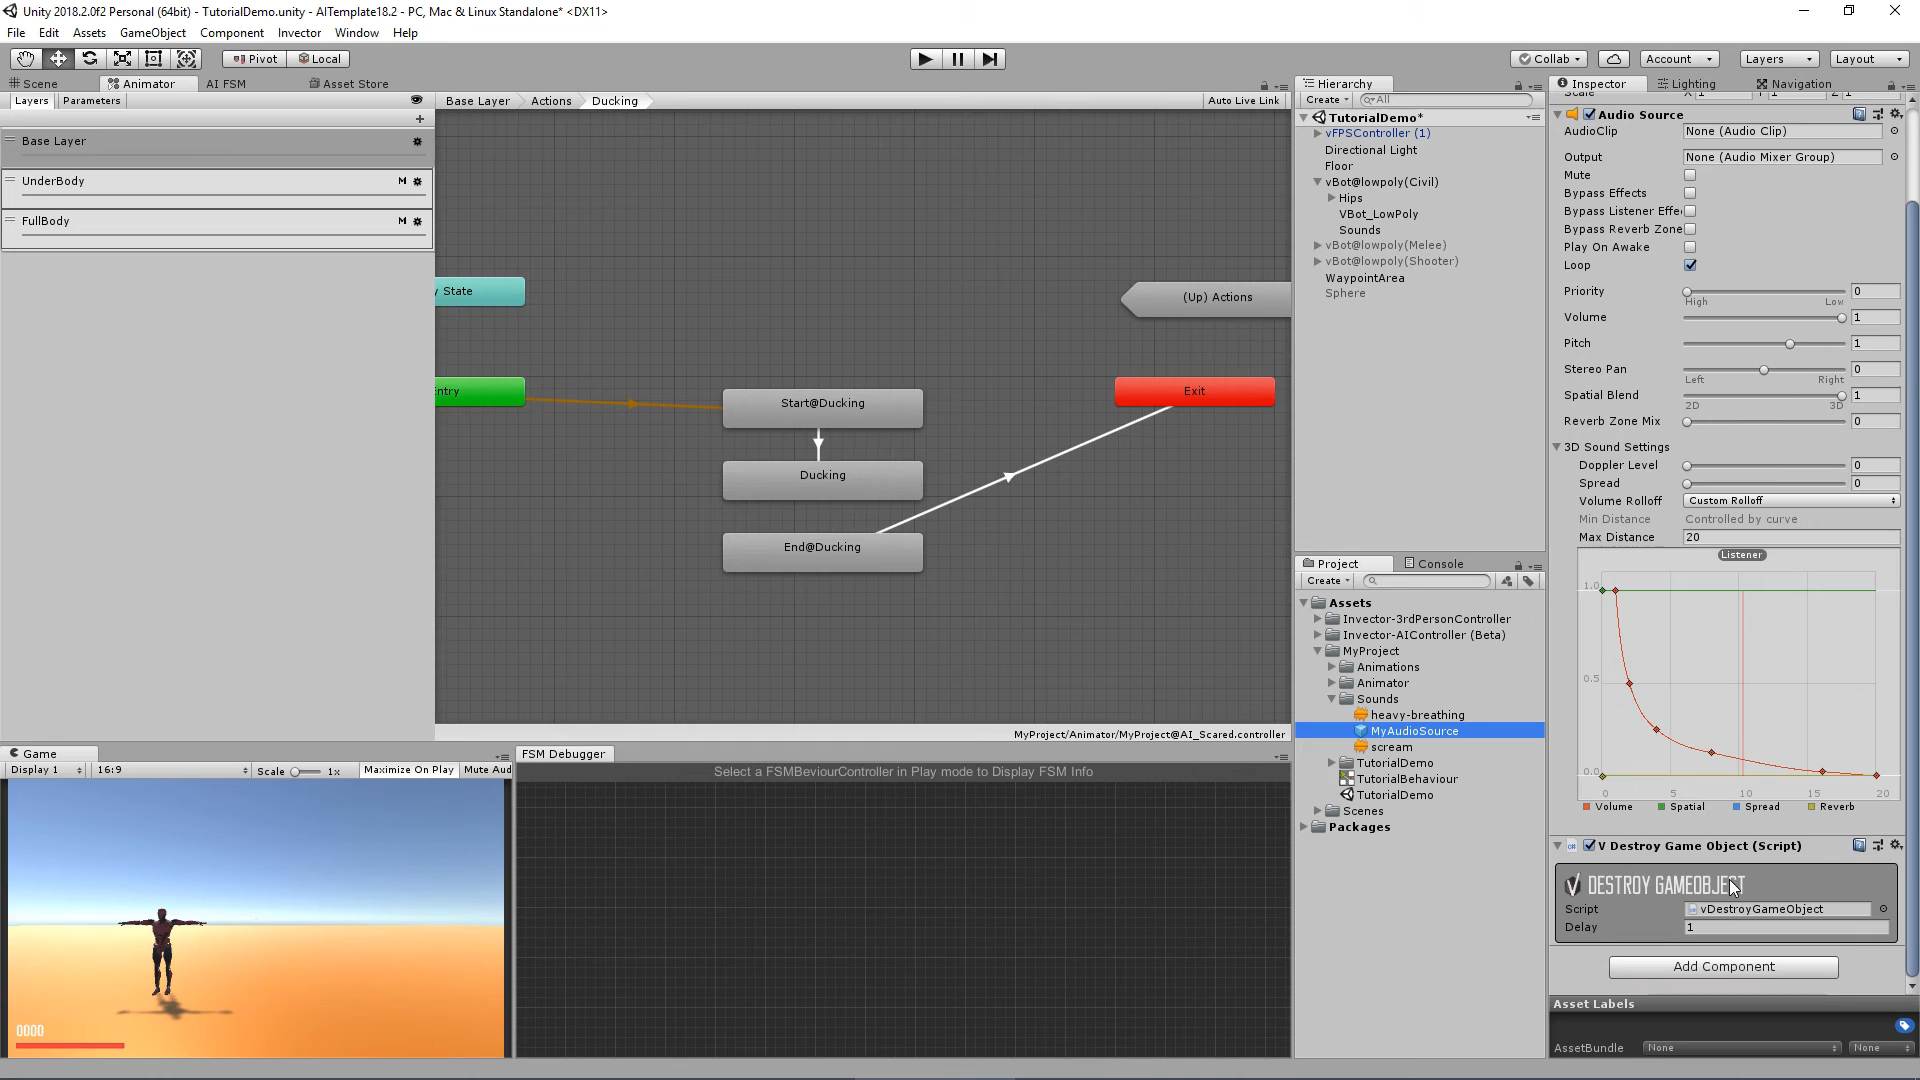 Unity 2018.2.0f2 Personal (64bit) - TutorialDemo.unity - AITemplate18.2 - PC, Mac & Linux Standalone* <DX11>
File Edit Assets GameObject Component Invector Window Help
Pivot Local Collab Account Layers Layout
Scene Animator AI FSM Asset Store
Layers Parameters
Base Layer Actions Ducking Auto Live Link
Base Layer
UnderBody M
FullBody M
y State
(Up) Actions
Entry
Exit
Start@Ducking
Ducking
End@Ducking
MyProject/Animator/MyProject@AI_Scared.controller
Game
Display 1 16:9 Scale 1x Maximize On Play Mute Aud
0000
FSM Debugger
Select a FSMBeviourController in Play mode to Display FSM Info
Hierarchy
Create All
TutorialDemo*
vFPSController (1)
Directional Light
Floor
vBot@lowpoly(Civil)
Hips
VBot_LowPoly
Sounds
vBot@lowpoly(Melee)
vBot@lowpoly(Shooter)
WaypointArea
Sphere
Project Console
Create
Assets
Invector-3rdPersonController
Invector-AIController (Beta)
MyProject
Animations
Animator
Sounds
heavy-breathing
MyAudioSource
scream
TutorialDemo
TutorialBehaviour
TutorialDemo
Scenes
Packages
Inspector Lighting Navigation
Scale X 1 Y 1 Z 1
Audio Source
AudioClip None (Audio Clip)
Output None (Audio Mixer Group)
Mute
Bypass Effects
Bypass Listener Effe
Bypass Reverb Zone
Play On Awake
Loop
Priority 0
High Low
Volume 1
Pitch 1
Stereo Pan 0
Left Right
Spatial Blend 1
2D 3D
Reverb Zone Mix 0
3D Sound Settings
Doppler Level 0
Spread 0
Volume Rolloff Custom Rolloff
Min Distance Controlled by curve
Max Distance 20
Listener
1.0
0.5
0.0
0 5 10 15 20
Volume Spatial Spread Reverb
V Destroy Game Object (Script)
DESTROY GAMEOBJECT
Script vDestroyGameObject
Delay 1
Add Component
Asset Labels
AssetBundle None None